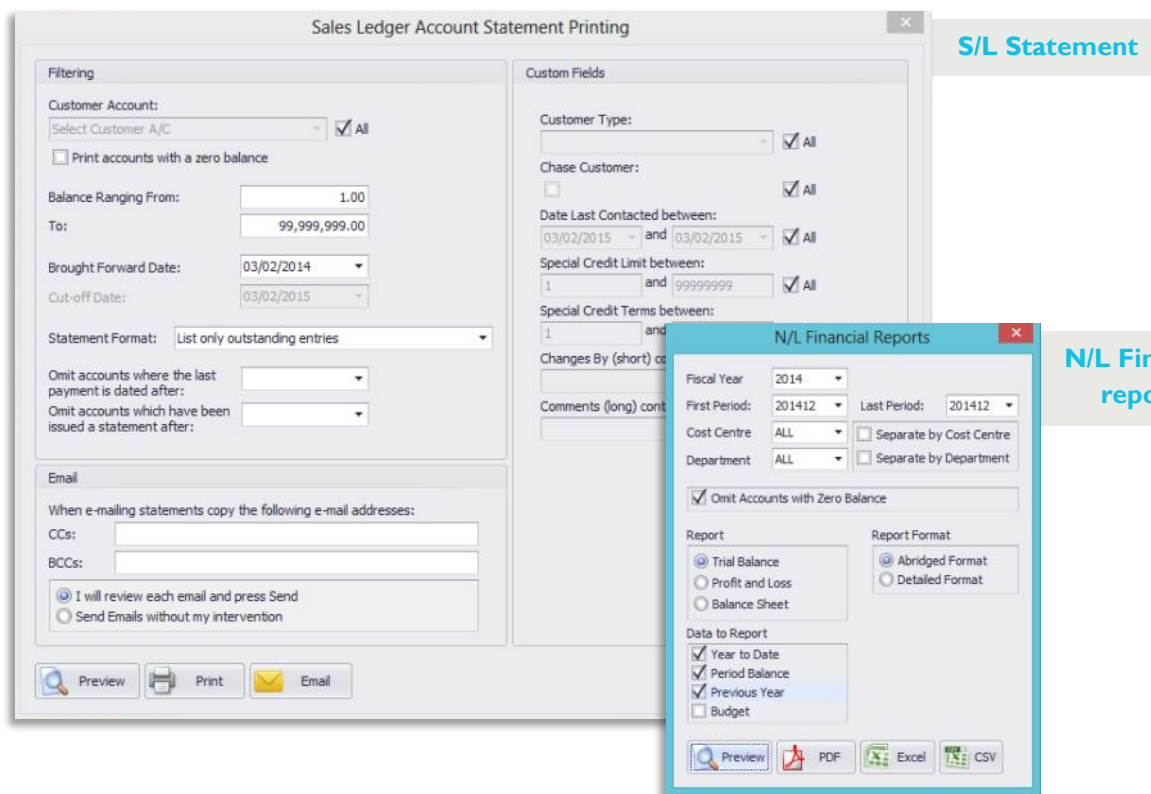 Sales Ledger Account Statement Printing
S/L Statement
Filtering
Customer Account:
Select Customer A/C
All
Print accounts with a zero balance
Balance Ranging From:
1.00
To:
99,999,999.00
Brought Forward Date:
03/02/2014
Cut-off Date:
03/02/2015
Statement Format:
List only outstanding entries
Omit accounts where the last
payment is dated after:
Omit accounts which have been
issued a statement after:
Email
When e-mailing statements copy the following e-mail addresses:
CCs:
BCCs:
I will review each email and press Send
Send Emails without my intervention
Preview
Print
Email
Custom Fields
Customer Type:
All
Chase Customer:
All
Date Last Contacted between:
03/02/2015 and 03/02/2015
All
Special Credit Limit between:
1 and 99999999
All
Special Credit Terms between:
1 and
Changes By (short) co
Comments (long) cont
N/L Financial Reports
N/L Fin
repo
Fiscal Year
2014
First Period:
201412
Last Period:
201412
Cost Centre
ALL
Separate by Cost Centre
Department
ALL
Separate by Department
Omit Accounts with Zero Balance
Report
Trial Balance
Profit and Loss
Balance Sheet
Report Format
Abridged Format
Detailed Format
Data to Report
Year to Date
Period Balance
Previous Year
Budget
Preview
PDF
Excel
CSV